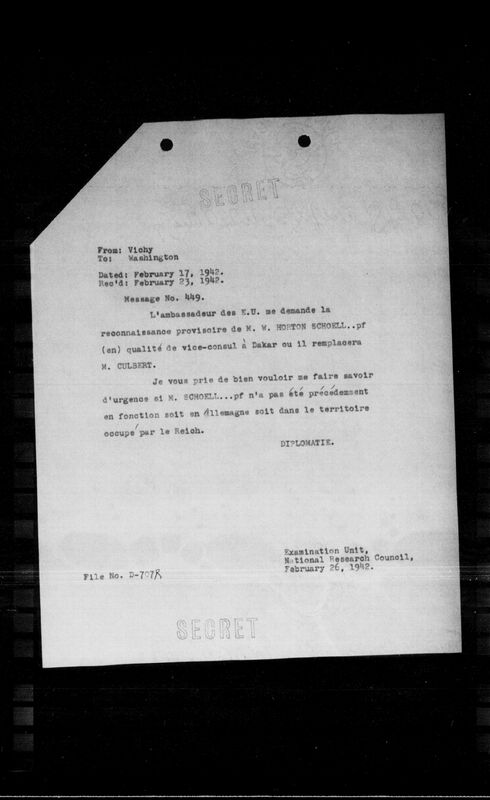 SECRET
From: Vichy
To: Washington
Dated: February 17, 1942.
Rec'd: February 23, 1942.
Message No. 449.
L'ambassadeur des E.U. me demande la
reconnaissance provisoire de M. W. HORTON SCHOELL..pf
(en) qualité de vice-consul à Dakar ou il remplacera
M. CULBERT.
Je vous prie de bien vouloir me faire savoir
d'urgence si M. SCHOELL...pf n'a pas été précédemment
en fonction soit en Allemagne soit dans le territoire
occupé par le Reich.
DIPLOMATIE.
Examination Unit,
National Research Council,
February 26, 1942.
File No. D-707R
SECRET